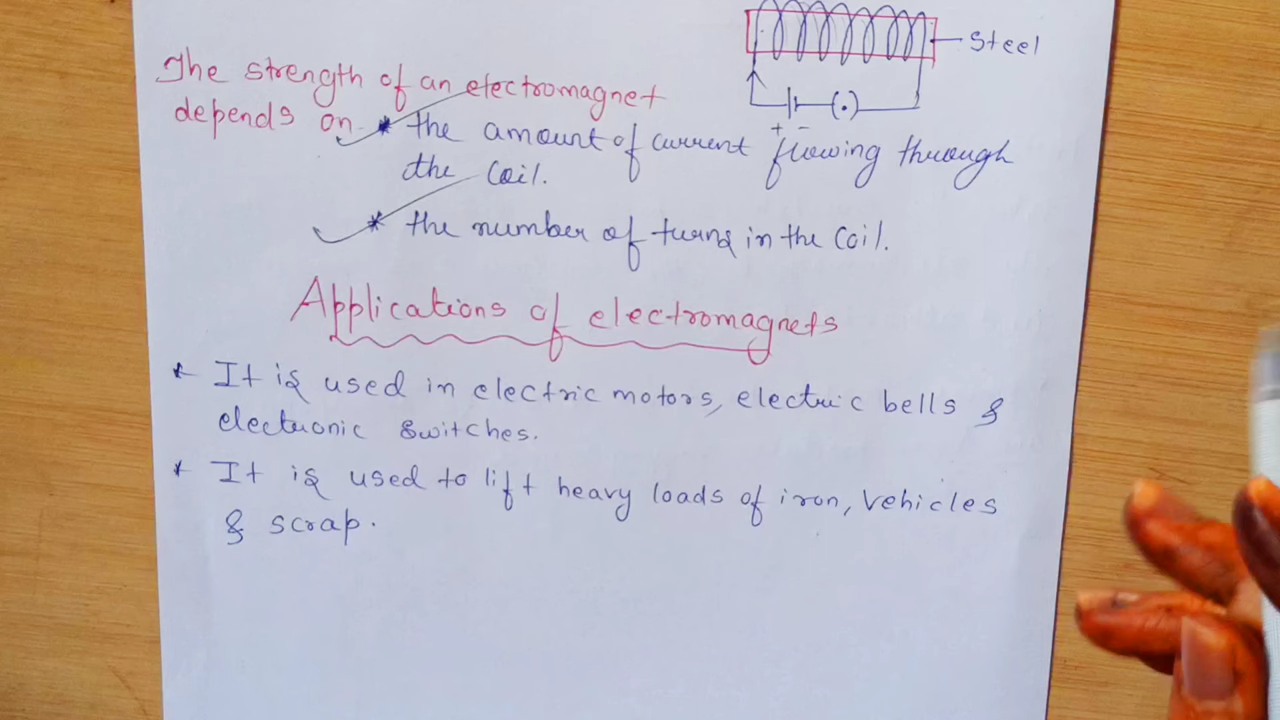 Steel
The strength of an electromagnet
depends on * the amount of current flowing through
+ -
the coil.
* the number of turns in the coil.
Applications of electromagnets
* It is used in electric motors, electric bells &
electronic switches.
* It is used to lift heavy loads of iron, vehicles
& scrap.